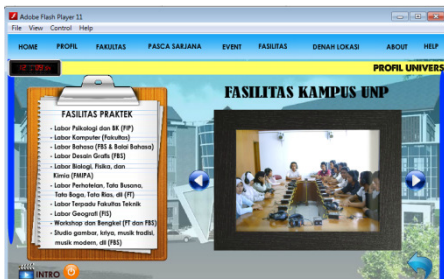 Adobe Flash Player 11
File View Control Help
HOME PROFIL FAKULTAS PASCA SARJANA EVENT FASILITAS DENAH LOKASI ABOUT HELP
PROFIL UNIVERS
FASILITAS KAMPUS UNP
FASILITAS PRAKTEK
- Labor Psikologi dan BK (FIP)
- Labor Komputer (Fakultas)
- Labor Bahasa (FBS & Balai Bahasa)
- Labor Desain Grafis (FBS)
- Labor Biologi, Fisika, dan
Kimia (FMIPA)
- Labor Perhotelan, Tata Busana,
Tata Boga, Tata Rias, dll (FT)
- Labor Terpadu Fakultas Teknik
- Labor Geografi (FIS)
- Workshop dan Bengkel (FT dan FBS)
- Studio gambar, kriya, musik tradisi,
musik modern, dll (FBS)
INTRO